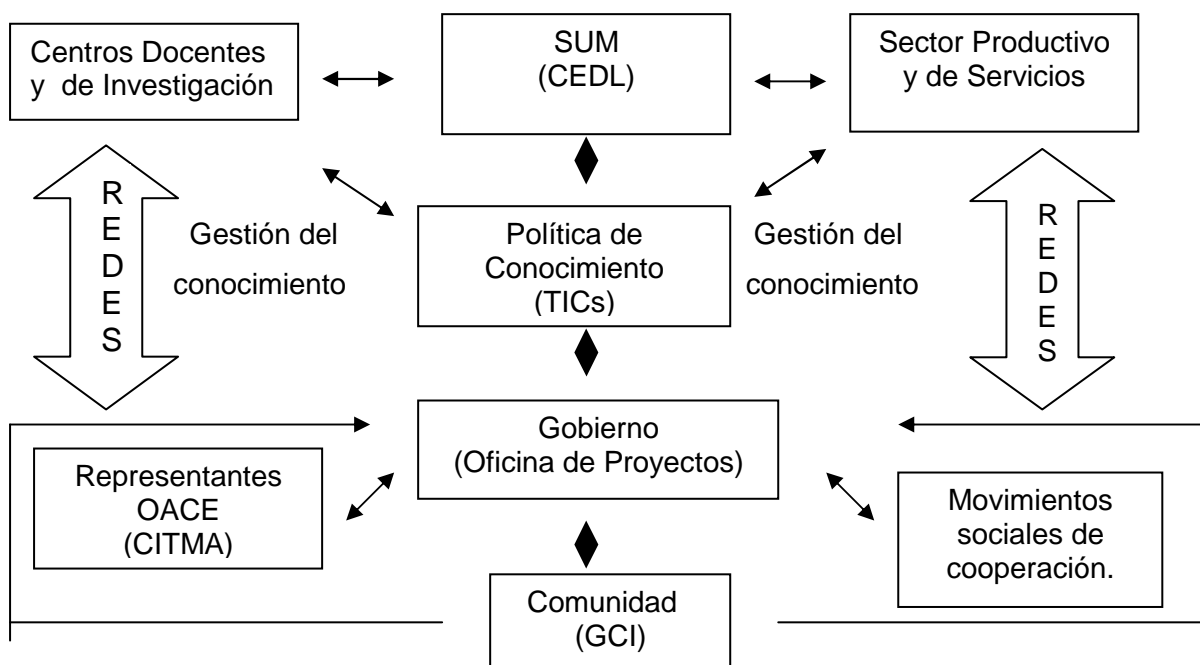 Centros Docentes
y de Investigación
SUM
(CEDL)
Sector Productivo
y de Servicios
R
E
D
E
S
Gestión del
conocimiento
Política de
Conocimiento
(TICs)
Gestión del
conocimiento
R
E
D
E
S
Gobierno
(Oficina de Proyectos)
Representantes
OACE
(CITMA)
Movimientos
sociales de
cooperación.
Comunidad
(GCI)